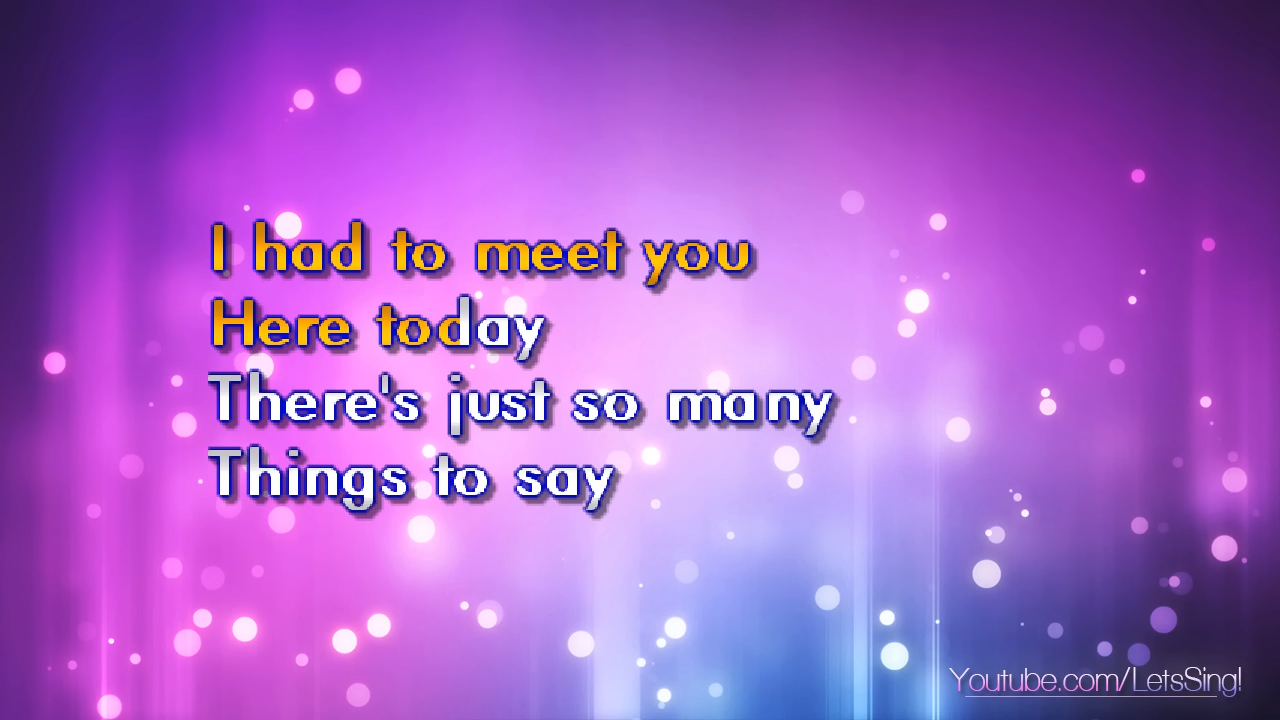 I had to meet you
Here today
There's just so many
Things to say
Youtube.com/LetsSing!